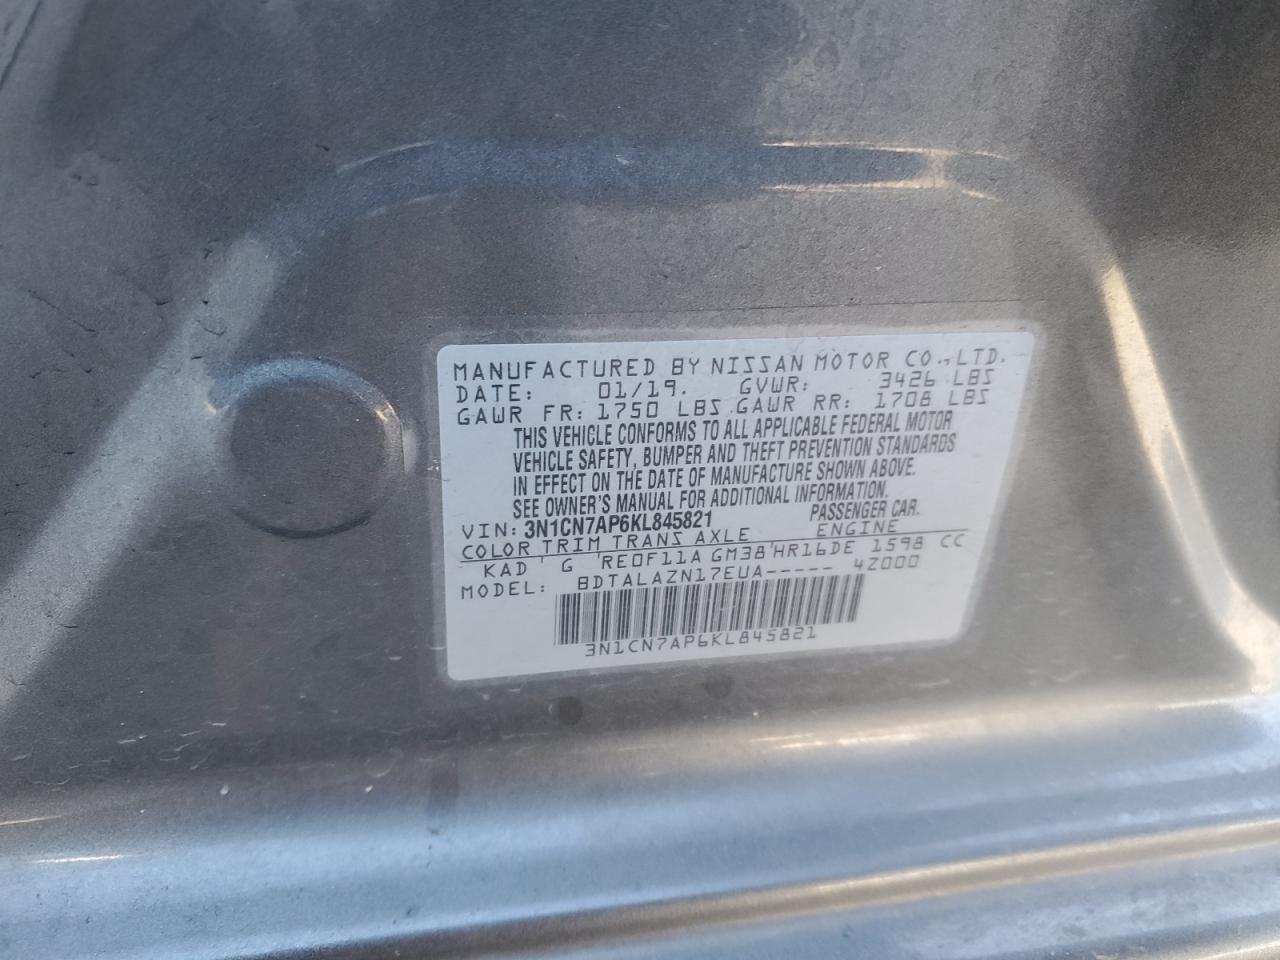 MANUFACTURED BY NISSAN MOTOR CO.,LTD.
DATE: 01/19. GVWR: 3426 LBS
GAWR FR: 1750 LBS GAWR RR: 1708 LBS
THIS VEHICLE CONFORMS TO ALL APPLICABLE FEDERAL MOTOR
VEHICLE SAFETY, BUMPER AND THEFT PREVENTION STANDARDS
IN EFFECT ON THE DATE OF MANUFACTURE SHOWN ABOVE.
SEE OWNER'S MANUAL FOR ADDITIONAL INFORMATION.
VIN: 3N1CN7AP6KL845821 PASSENGER CAR.
COLOR TRIM TRANS AXLE ENGINE
KAD G RE0F11A GM38 HR16DE 1598 CC
MODEL: BDTALAZN17EUA----- 4Z000
3N1CN7AP6KL845821